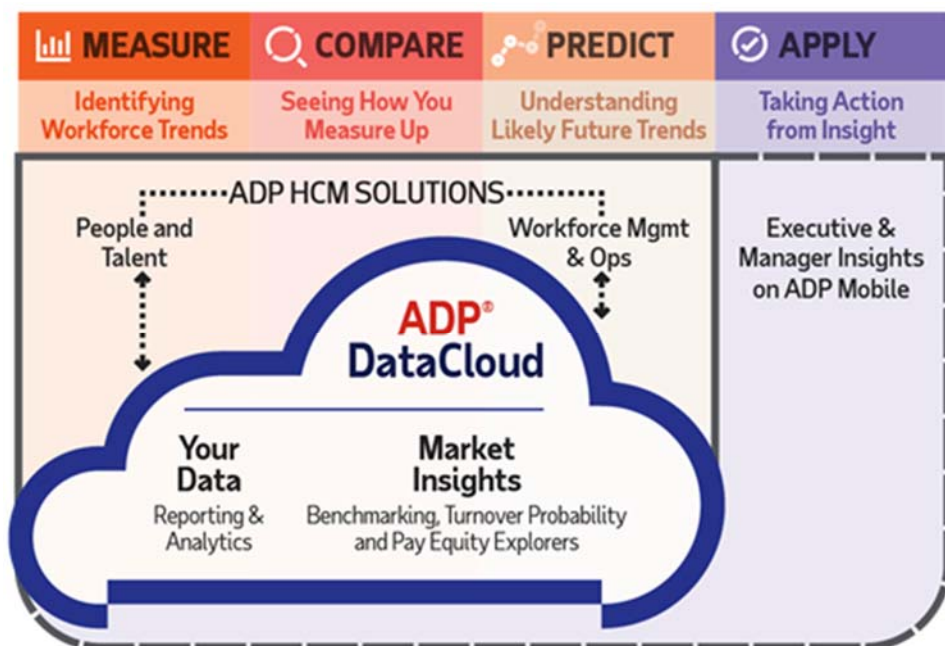 MEASURE
COMPARE
PREDICT
APPLY
Identifying
Workforce Trends
Seeing How You
Measure Up
Understanding
Likely Future Trends
Taking Action
from Insight
ADP HCM SOLUTIONS
People and
Talent
Workforce Mgmt
& Ops
Executive &
Manager Insights
on ADP Mobile
ADP®
DataCloud
Your
Data
Reporting &
Analytics
Market
Insights
Benchmarking, Turnover Probability
and Pay Equity Explorers